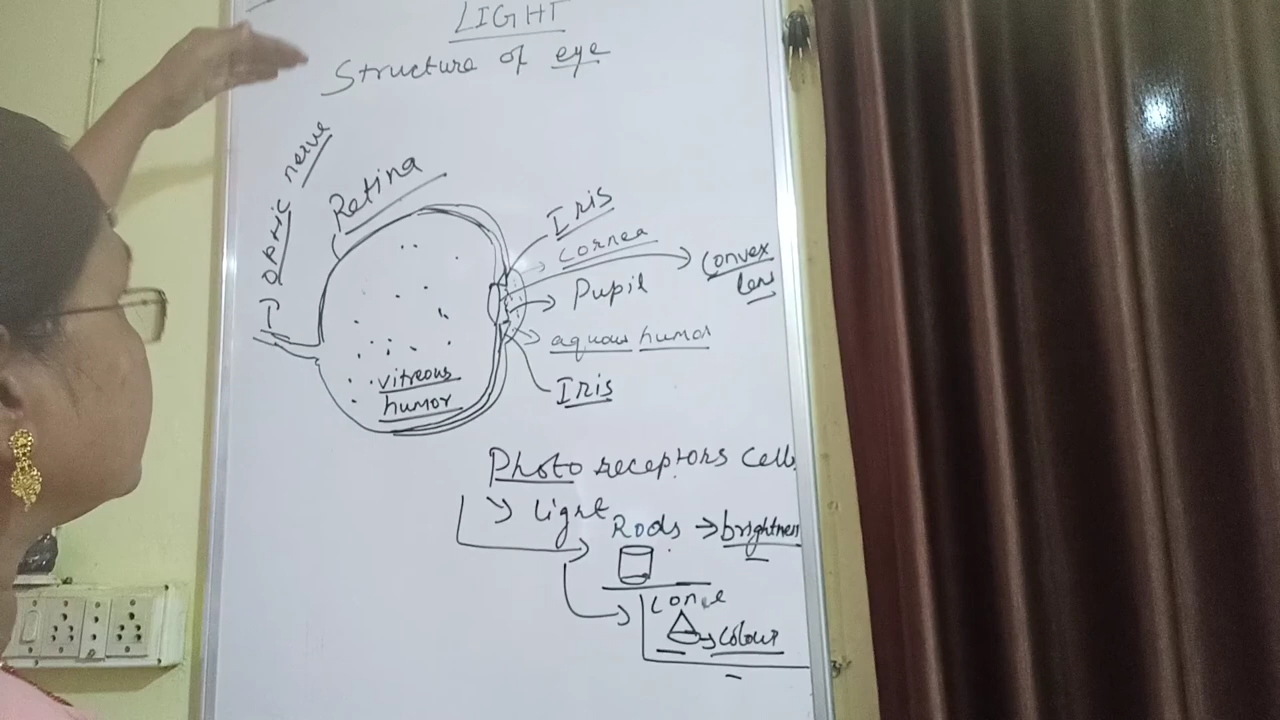 LIGHT
Structure of eye
optic nerve
Retina
Iris
Cornea
Convex
lens
Pupil
aquous humor
Iris
vitreous
humor
Photo receptors cells
Light
Rods → brightness
Cone
→ colour